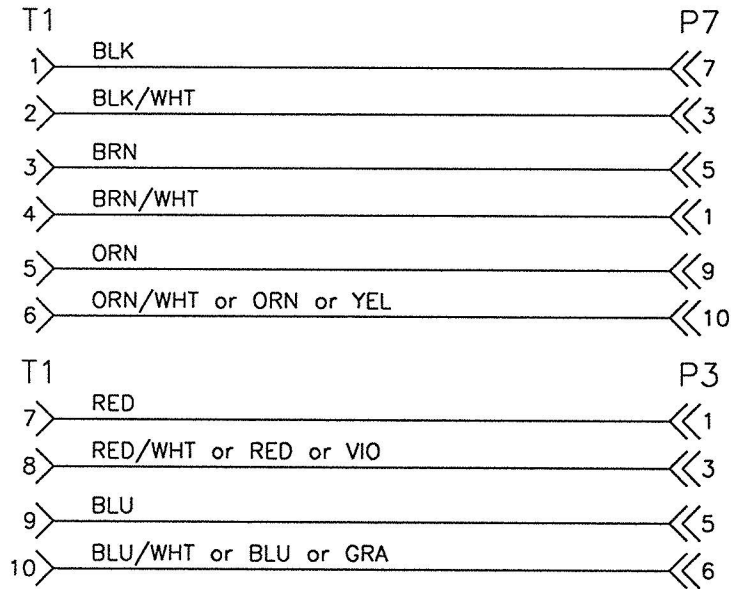 T1 P7
1 BLK 7
2 BLK/WHT 3
3 BRN 5
4 BRN/WHT 1
5 ORN 9
6 ORN/WHT or ORN or YEL 10
T1 P3
7 RED 1
8 RED/WHT or RED or VIO 3
9 BLU 5
10 BLU/WHT or BLU or GRA 6